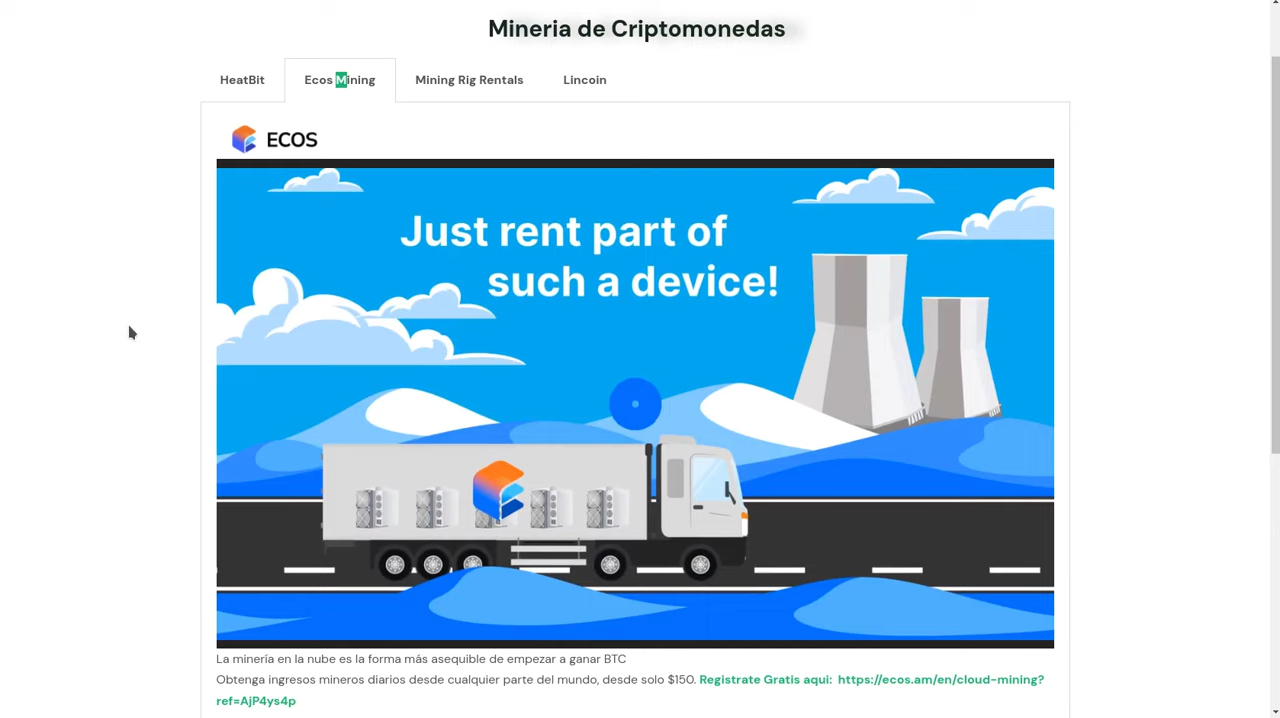 Mineria de Criptomonedas
HeatBit
Ecos Mining
Mining Rig Rentals
Lincoin
ECOS
Just rent part of
such a device!
La minería en la nube es la forma más asequible de empezar a ganar BTC
Obtenga ingresos mineros diarios desde cualquier parte del mundo, desde solo $150. Registrate Gratis aqui: https://ecos.am/en/cloud-mining?
ref=AjP4ys4p